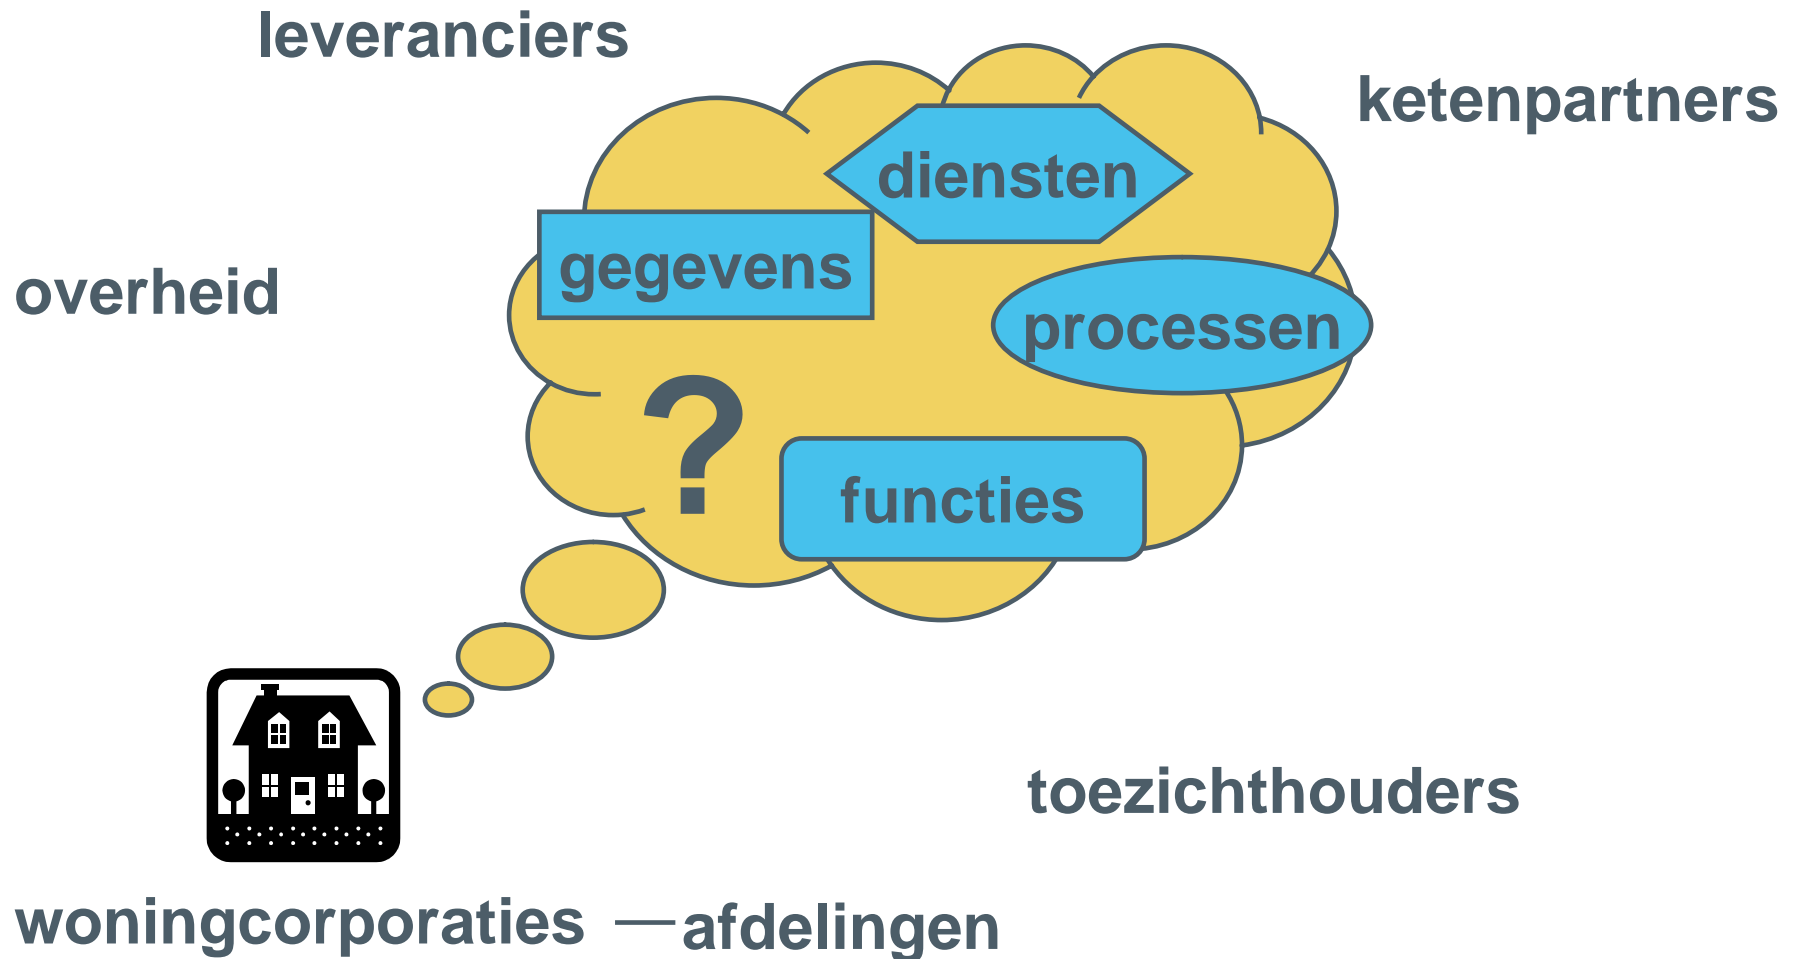 leveranciers
ketenpartners
diensten
gegevens
overheid
processen
?
functies
toezichthouders
woningcorporaties — afdelingen